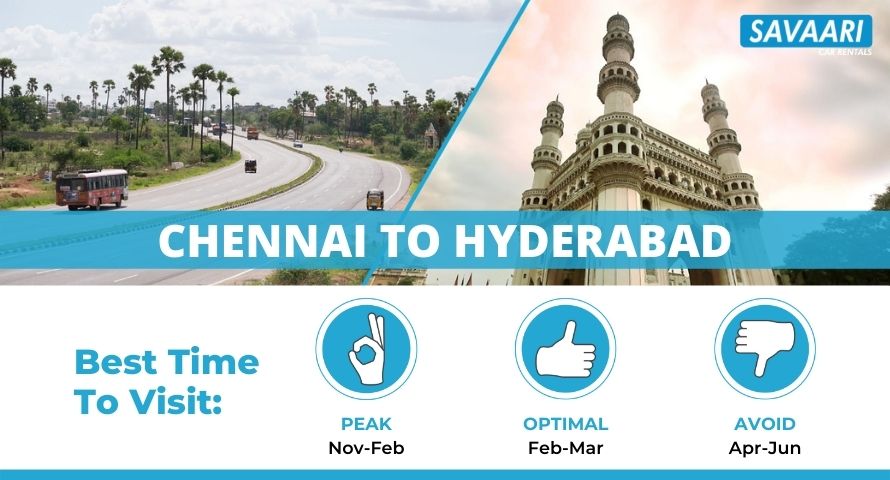 SAVAARI
CAR RENTALS
CHENNAI TO HYDERABAD
Best Time
To Visit:
PEAK
Nov-Feb
OPTIMAL
Feb-Mar
AVOID
Apr-Jun